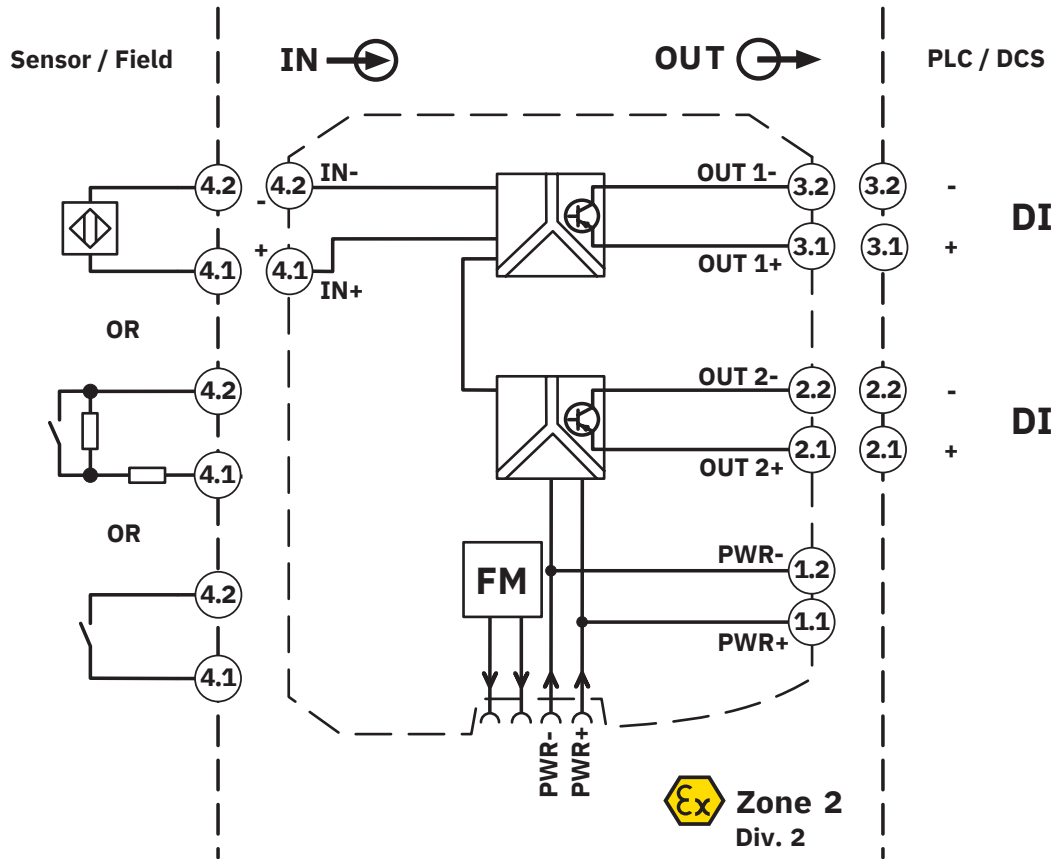 Sensor / Field
IN
OUT
PLC / DCS
4.2
4.2
IN-
OUT 1-
3.2
3.2
-
-
DI
+
4.1
4.1
IN+
OUT 1+
3.1
3.1
+
OR
4.2
OUT 2-
2.2
2.2
-
DI
4.1
OUT 2+
2.1
2.1
+
OR
FM
PWR-
1.2
4.2
PWR+
1.1
4.1
PWR-
PWR+
Ex
Zone 2
Div. 2